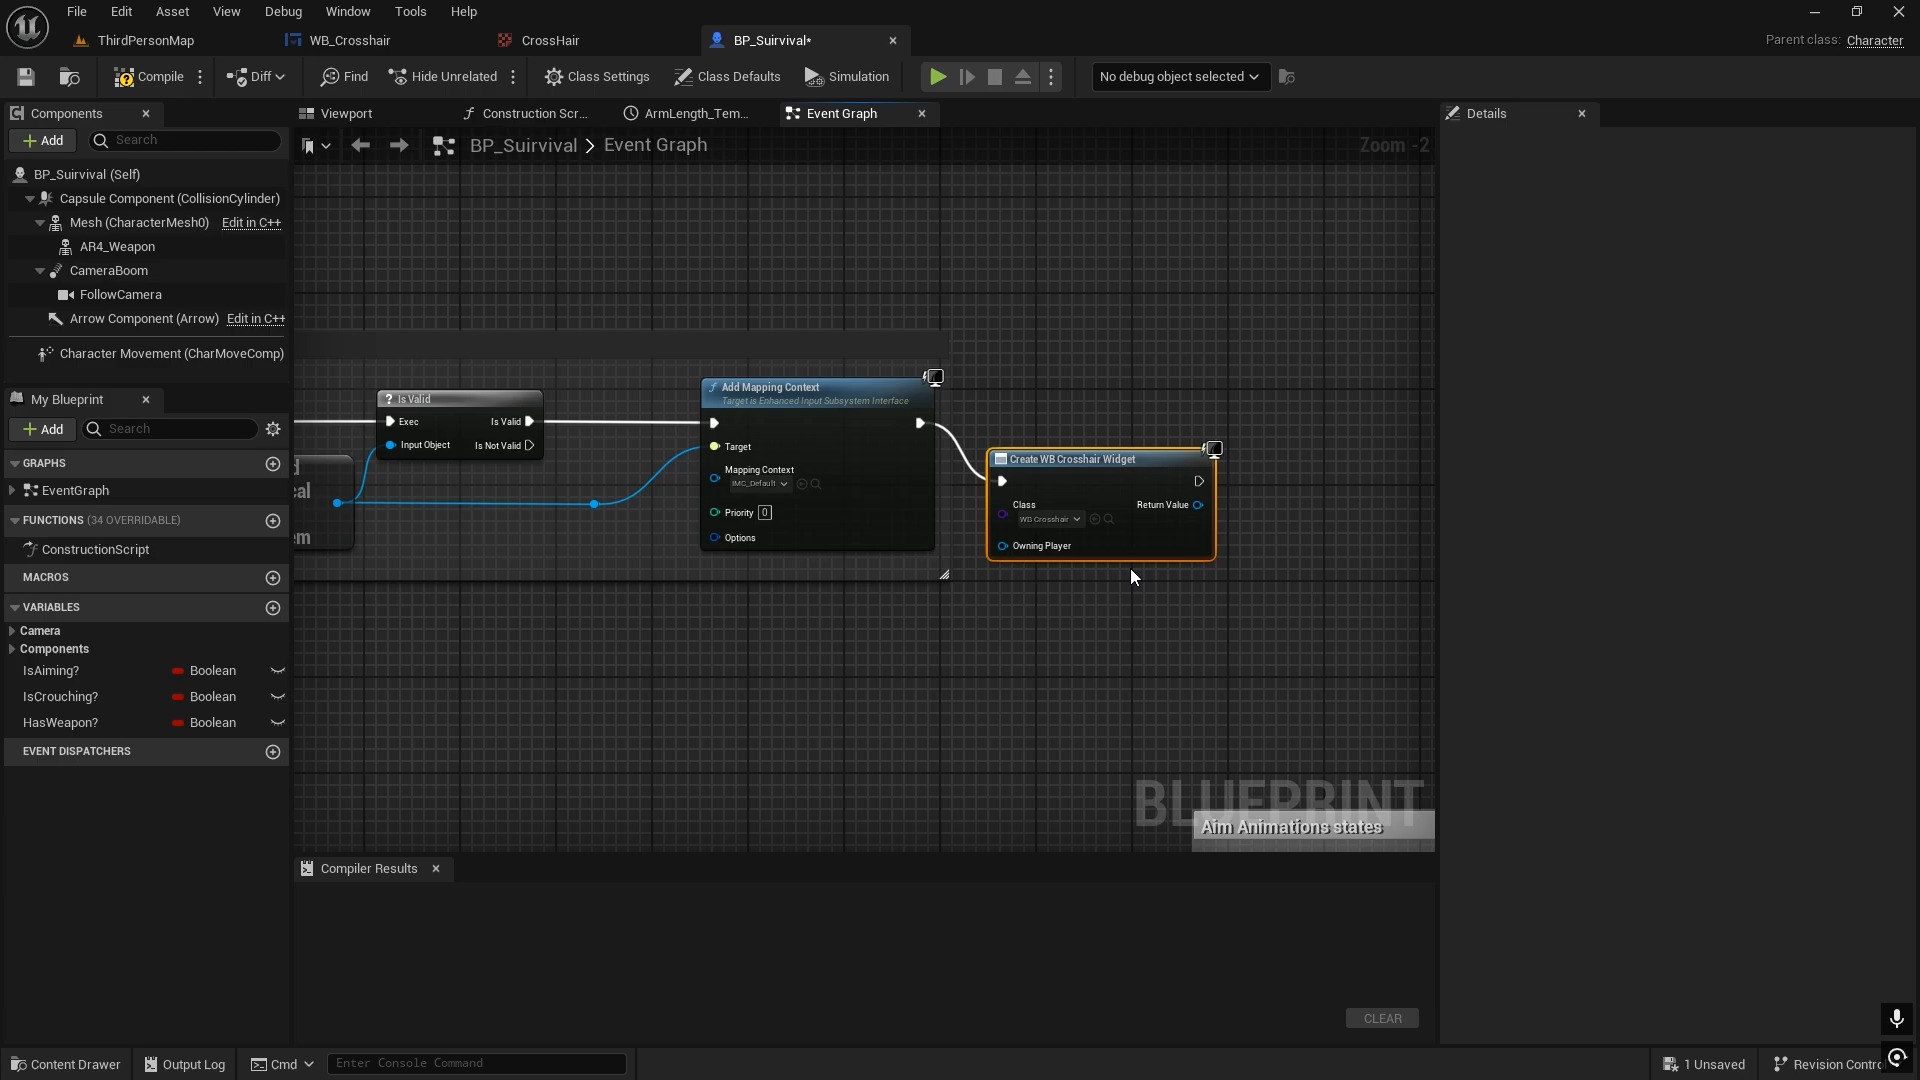 File Edit Asset View Debug Window Tools Help
ThirdPersonMap WB_Crosshair CrossHair BP_Suirvival* Parent class: Character
Compile Diff Find Hide Unrelated Class Settings Class Defaults Simulation No debug object selected
Components Viewport Construction Scr... ArmLength_Tem... Event Graph Details
Add Search BP_Suirvival > Event Graph Zoom -2
BP_Suirvival (Self)
Capsule Component (CollisionCylinder)
Mesh (CharacterMesh0) Edit in C++
AR4_Weapon
CameraBoom
FollowCamera
Arrow Component (Arrow) Edit in C++
Character Movement (CharMoveComp)
My Blueprint
Add Search
GRAPHS
EventGraph
FUNCTIONS (34 OVERRIDABLE)
ConstructionScript
MACROS
VARIABLES
Camera
Components
IsAiming? Boolean
IsCrouching? Boolean
HasWeapon? Boolean
EVENT DISPATCHERS
d
cal
em
? Is Valid
Exec Is Valid
Input Object Is Not Valid
f Add Mapping Context
Target is Enhanced Input Subsystem Interface
Target
Mapping Context
IMC_Default
Priority 0
Options
Create WB Crosshair Widget
Class Return Value
WB Crosshair
Owning Player
BLUEPRINT
Aim Animations states
Compiler Results
CLEAR
Content Drawer Output Log Cmd Enter Console Command 1 Unsaved Revision Contro